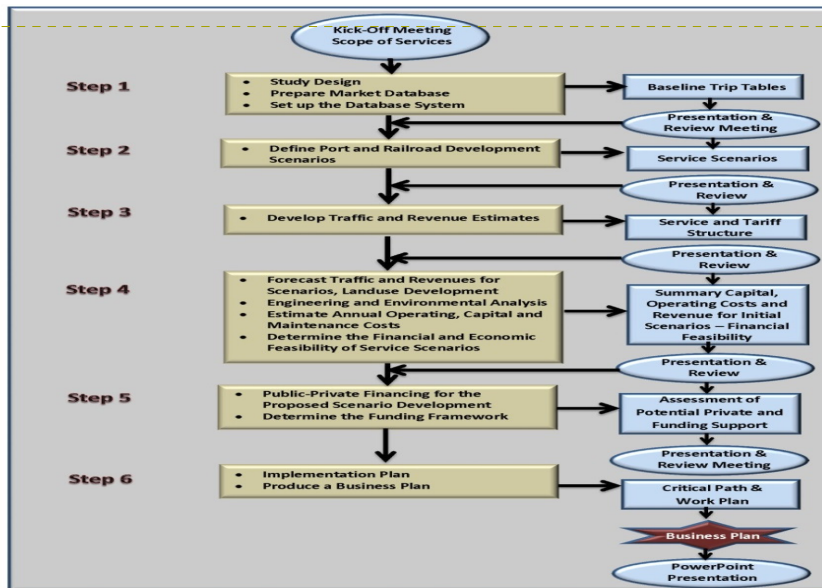 Kick-Off Meeting
Scope of Services
Step 1
• Study Design
• Prepare Market Database
• Set up the Database System
Baseline Trip Tables
Presentation &
Review Meeting
Step 2
• Define Port and Railroad Development
Scenarios
Service Scenarios
Presentation &
Review
Step 3
• Develop Traffic and Revenue Estimates
Service and Tariff
Structure
Presentation &
Review
Step 4
• Forecast Traffic and Revenues for
Scenarios, Landuse Development
• Engineering and Environmental Analysis
• Estimate Annual Operating, Capital and
Maintenance Costs
• Determine the Financial and Economic
Feasibility of Service Scenarios
Summary Capital,
Operating Costs and
Revenue for Initial
Scenarios – Financial
Feasibility
Presentation &
Review
Step 5
• Public-Private Financing for the
Proposed Scenario Development
• Determine the Funding Framework
Assessment of
Potential Private and
Funding Support
Presentation &
Review Meeting
Step 6
• Implementation Plan
• Produce a Business Plan
Critical Path &
Work Plan
Business Plan
PowerPoint
Presentation